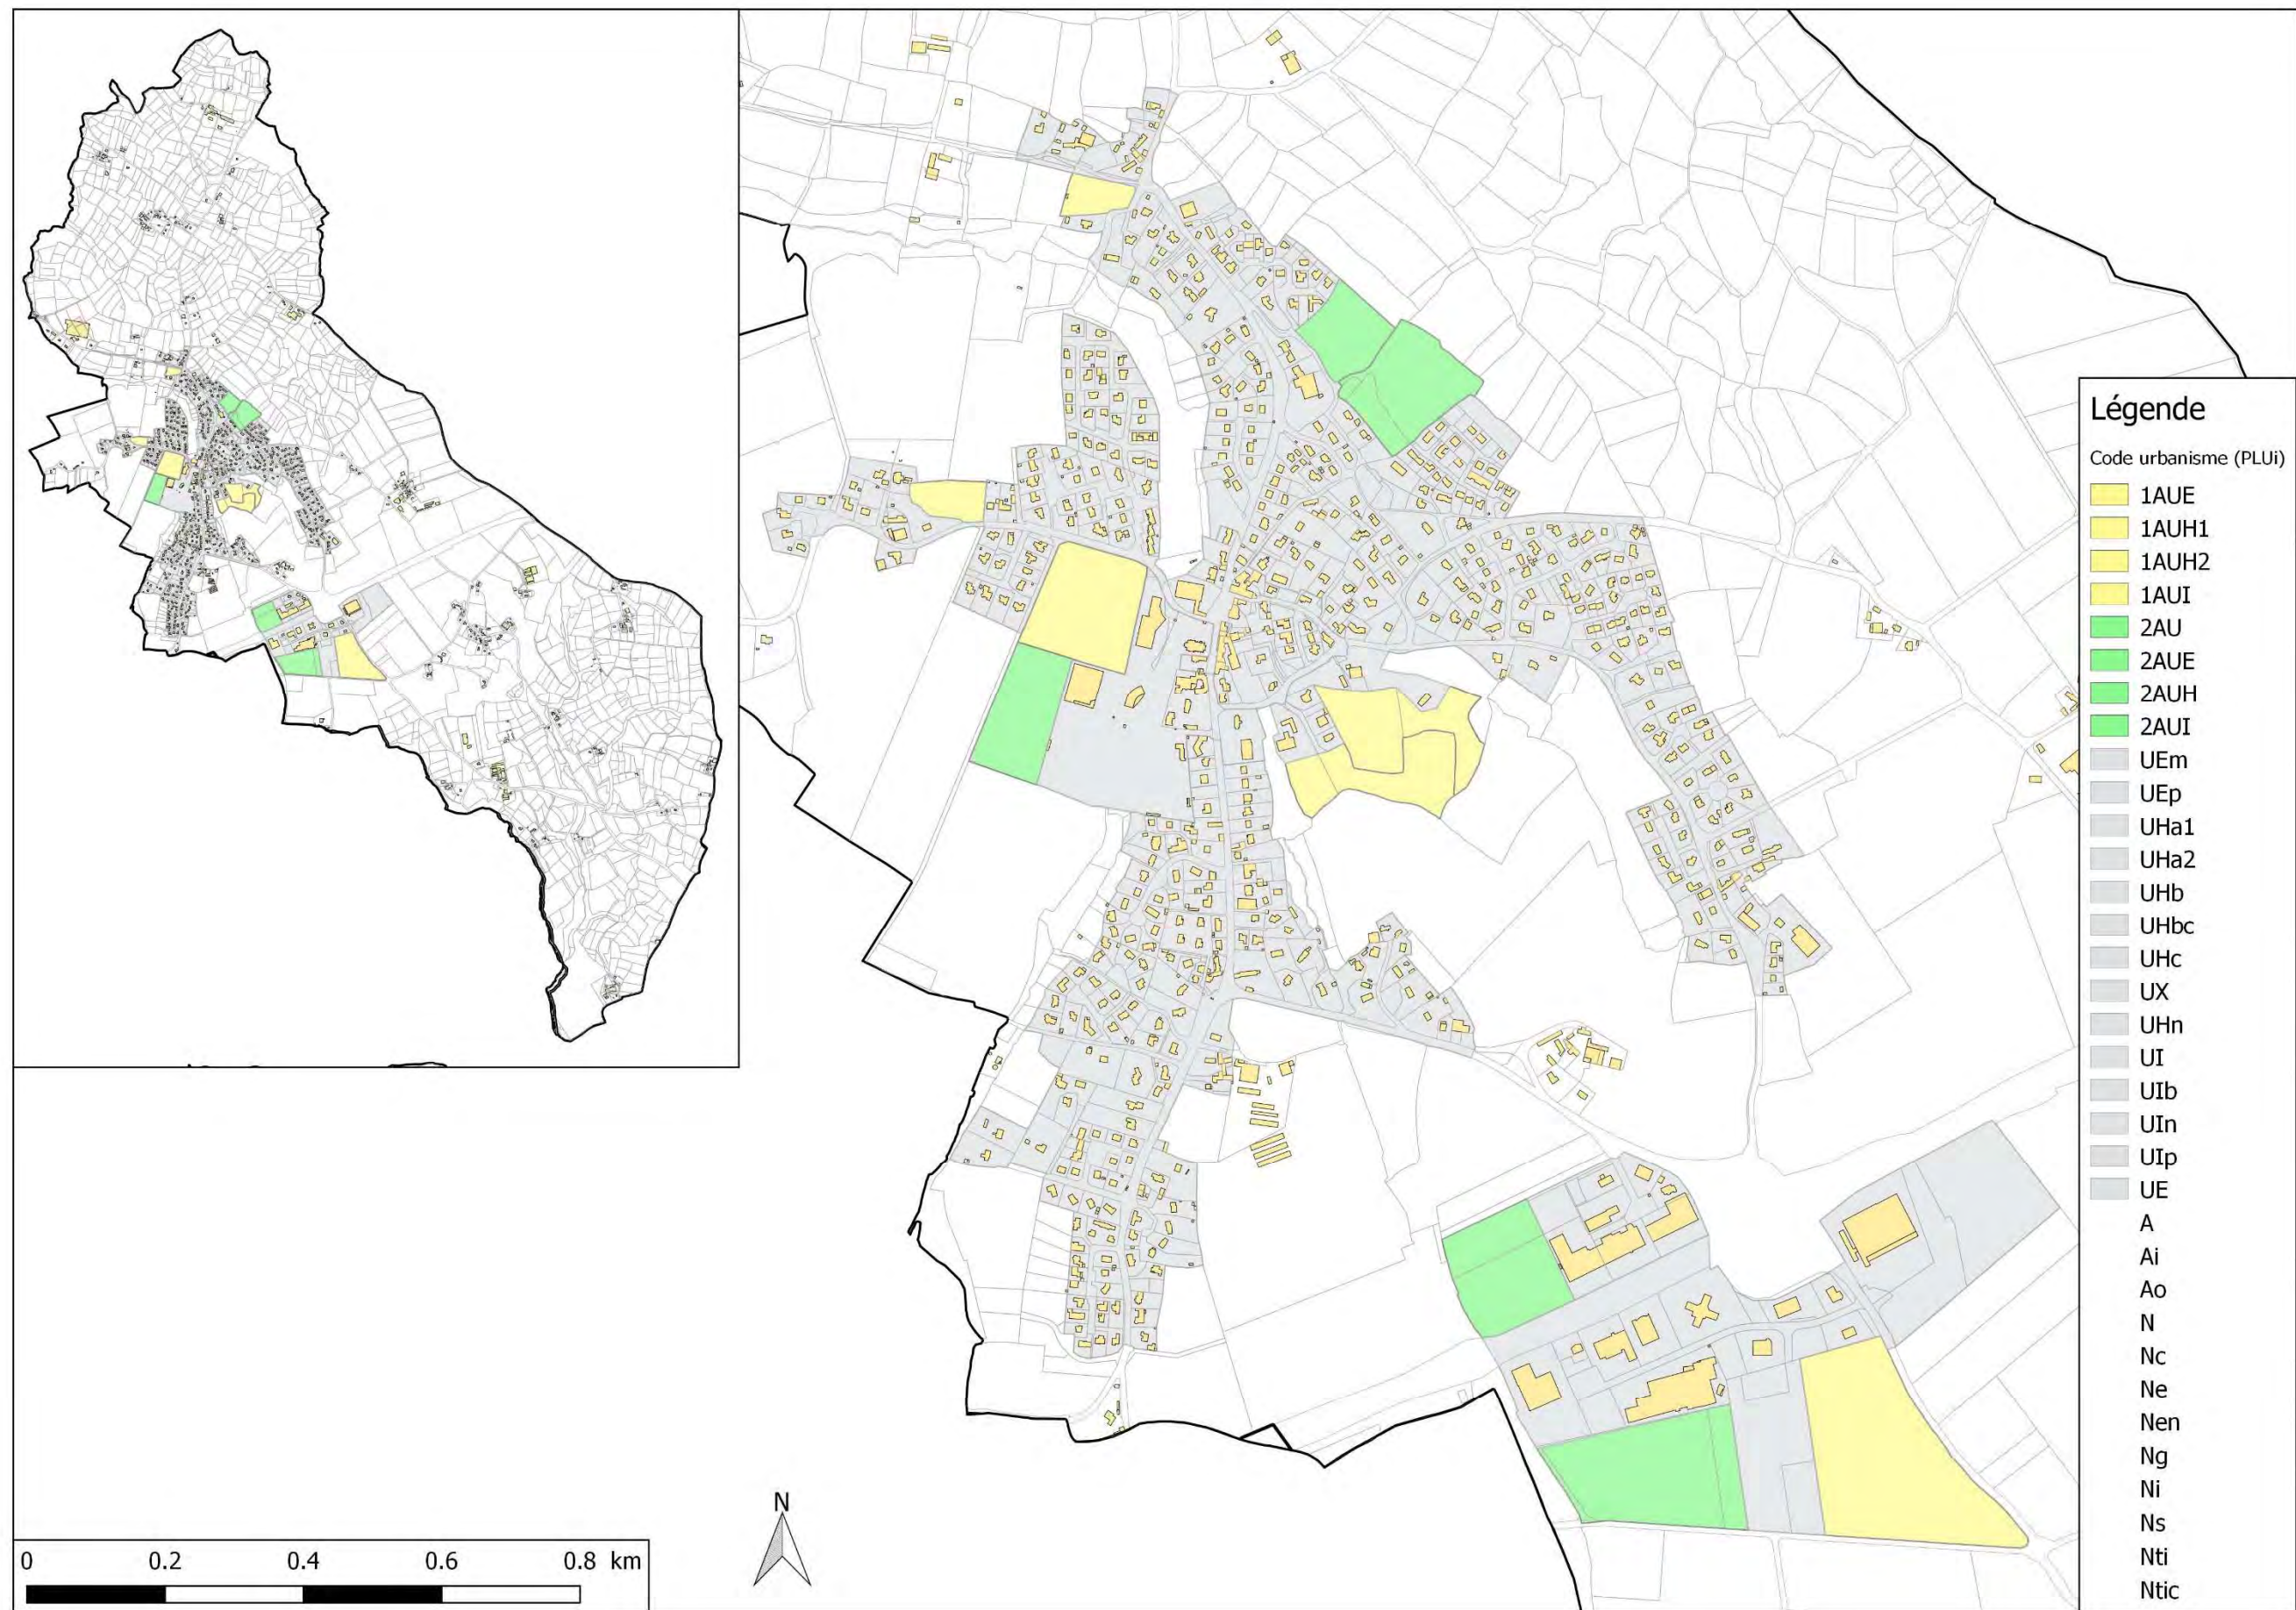 Légende
Code urbanisme (PLUi)
1AUE
1AUH1
1AUH2
1AUI
2AU
2AUE
2AUH
2AUI
UEm
UEp
UHa1
UHa2
UHb
UHbc
UHc
UX
UHn
UI
UIb
UIn
UIp
UE
A
Ai
Ao
N
Nc
Ne
Nen
Ng
Ni
Ns
Nti
Ntic
N
0 0.2 0.4 0.6 0.8 km